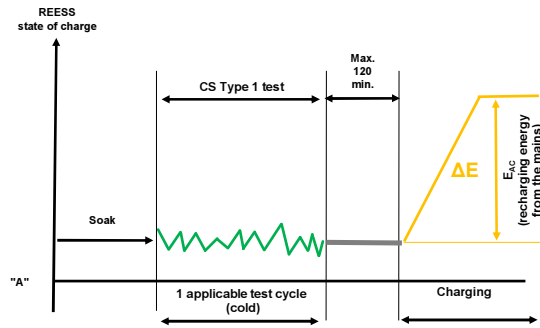 REESS
state of charge
Max.
120
min.
CS Type 1 test
ΔE
E_AC
(recharging energy
from the mains)
Soak
"A"
1 applicable test cycle
(cold)
Charging